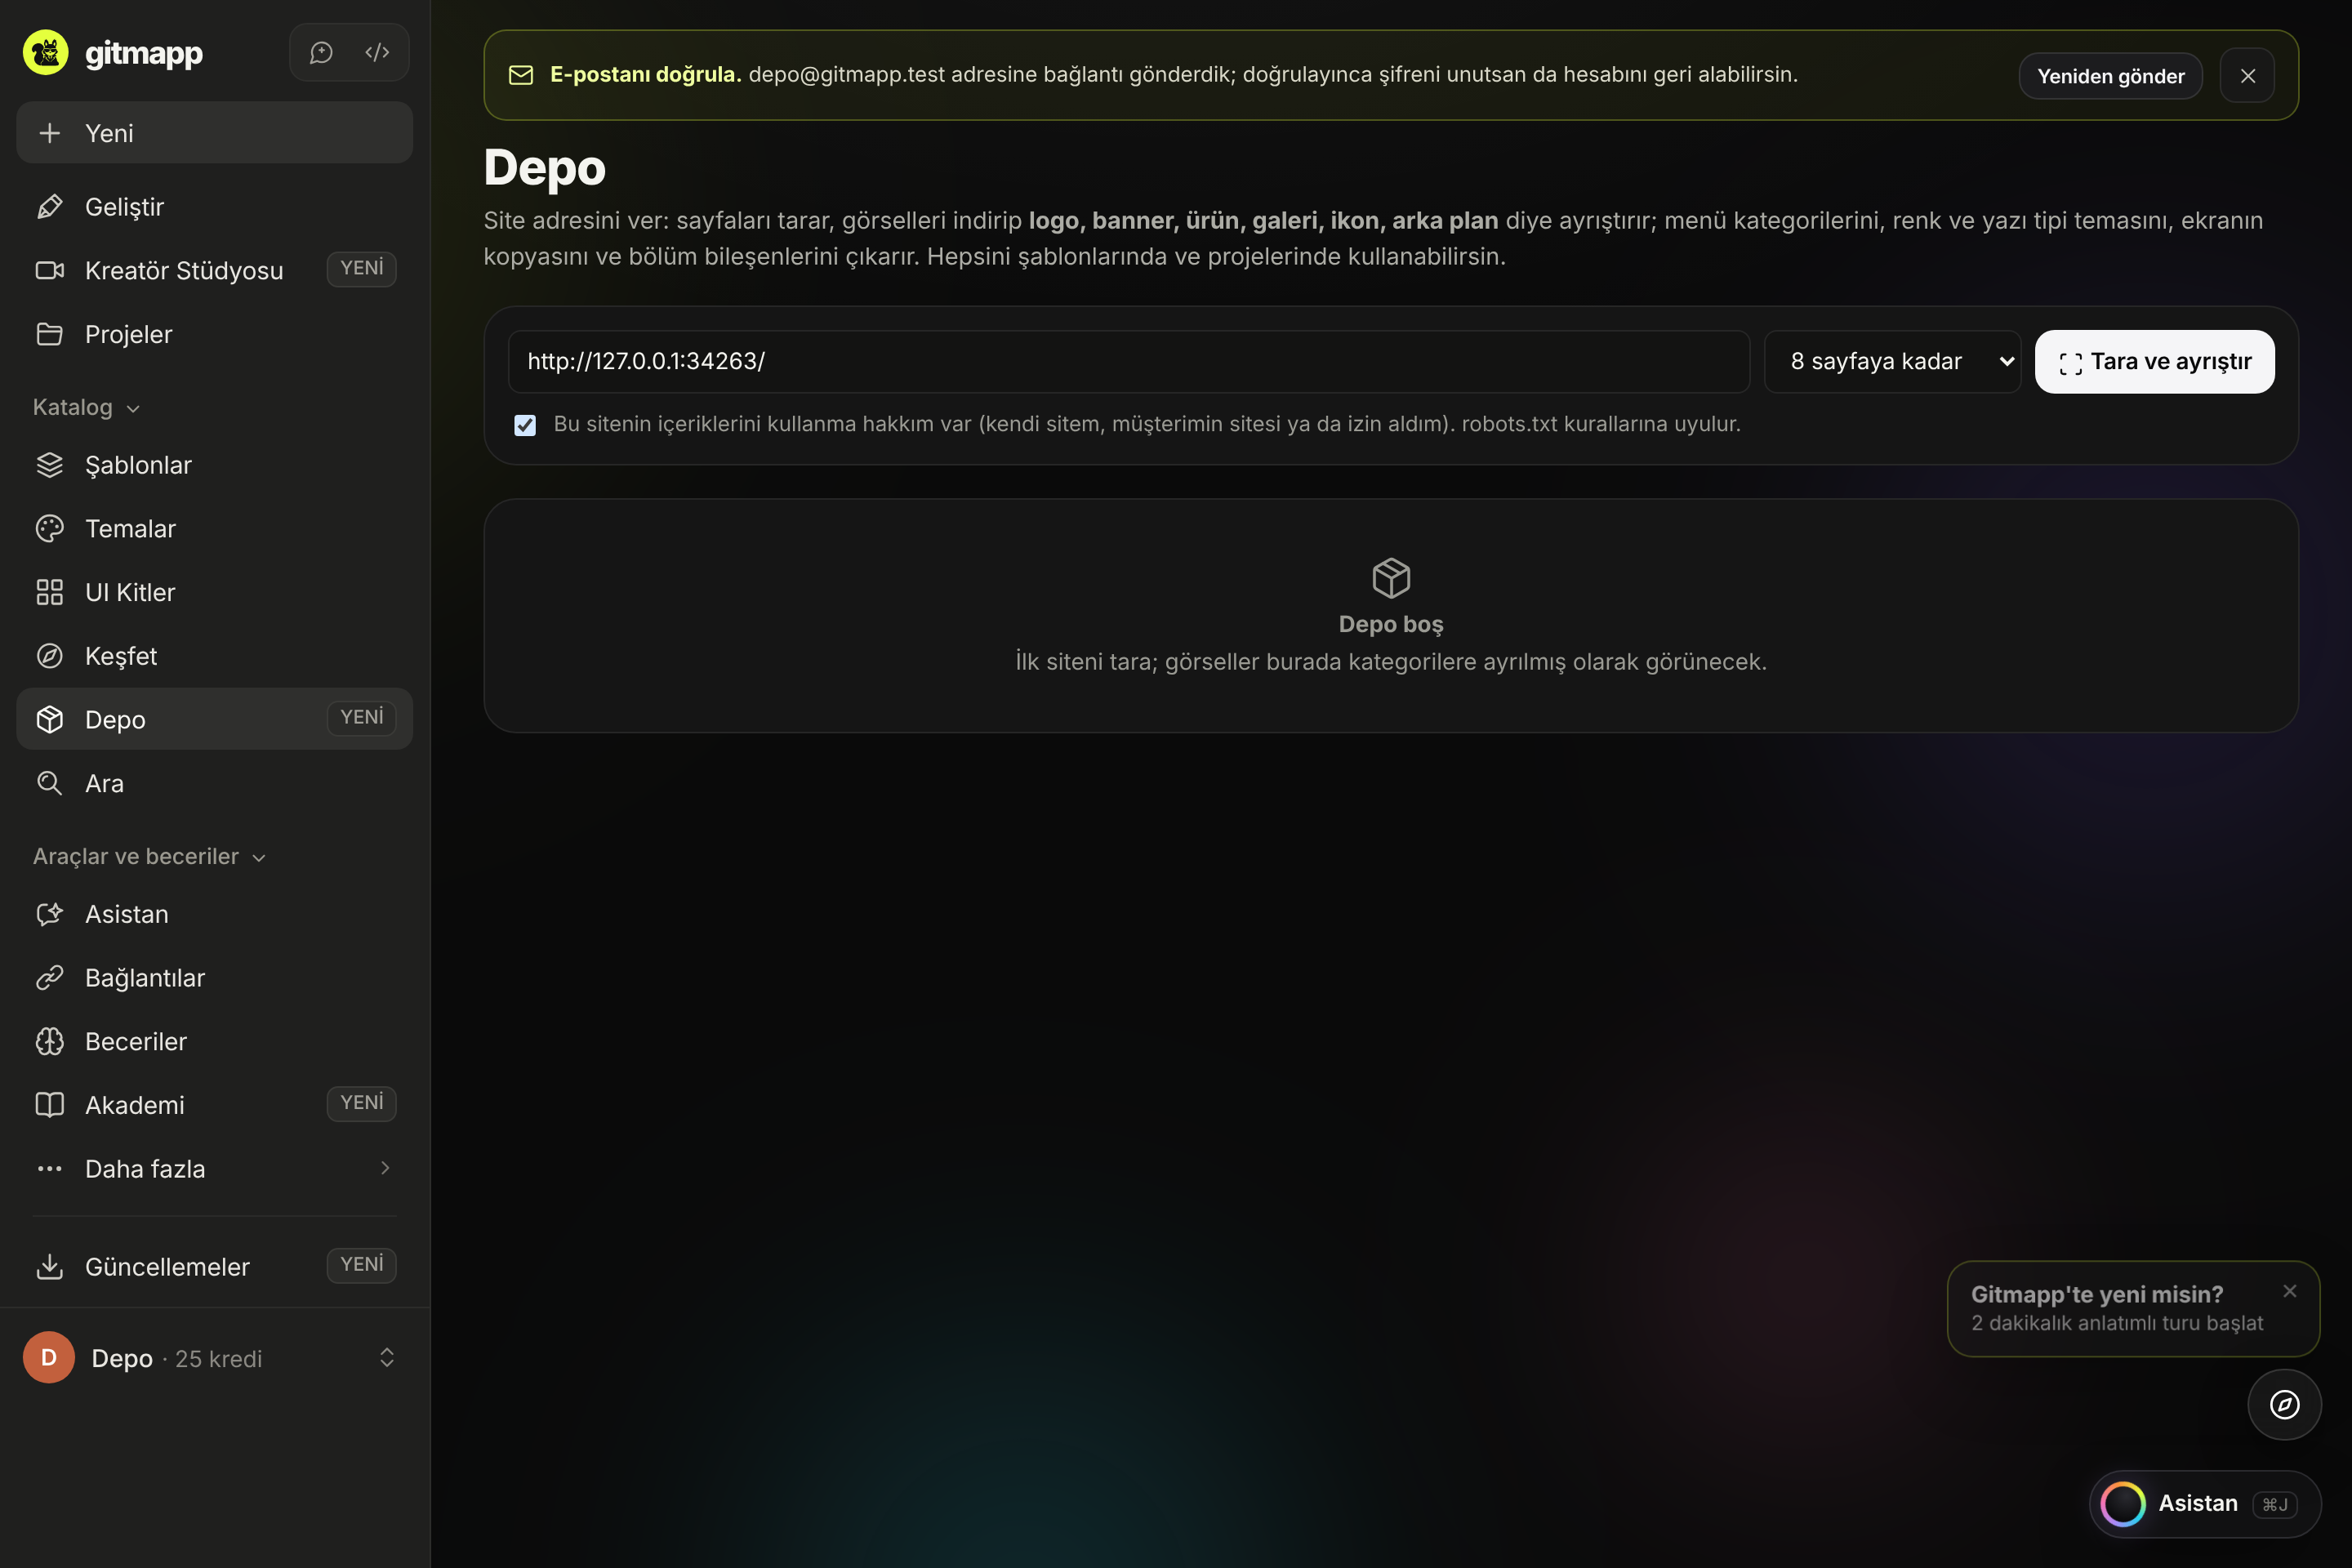 gitmapp
Yeni
Geliştir
Kreatör Stüdyosu YENİ
Projeler
Katalog
Şablonlar
Temalar
UI Kitler
Keşfet
Depo YENİ
Ara
Araçlar ve beceriler
Asistan
Bağlantılar
Beceriler
Akademi YENİ
Daha fazla
Güncellemeler YENİ
D Depo · 25 kredi
E-postanı doğrula. depo@gitmapp.test adresine bağlantı gönderdik; doğrulayınca şifreni unutsan da hesabını geri alabilirsin. Yeniden gönder
Depo
Site adresini ver: sayfaları tarar, görselleri indirip logo, banner, ürün, galeri, ikon, arka plan diye ayrıştırır; menü kategorilerini, renk ve yazı tipi temasını, ekranın
kopyasını ve bölüm bileşenlerini çıkarır. Hepsini şablonlarında ve projelerinde kullanabilirsin.
http://127.0.0.1:34263/ 8 sayfaya kadar Tara ve ayrıştır
Bu sitenin içeriklerini kullanma hakkım var (kendi sitem, müşterimin sitesi ya da izin aldım). robots.txt kurallarına uyulur.
Depo boş
İlk siteni tara; görseller burada kategorilere ayrılmış olarak görünecek.
Gitmapp'te yeni misin?
2 dakikalık anlatımlı turu başlat
Asistan ⌘J